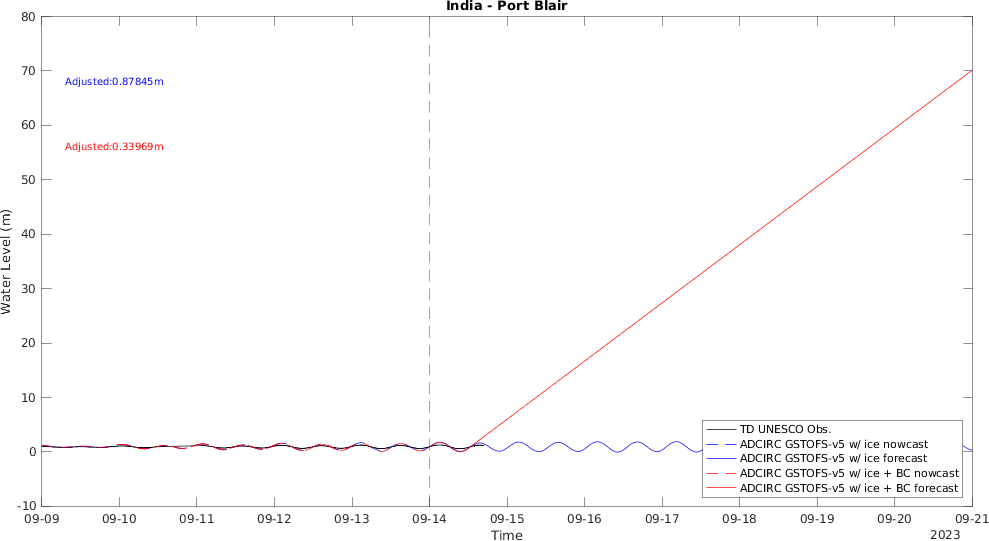 India - Port Blair
80
70
60
50
40
30
20
10
0
-10
Water Level (m)
Adjusted:0.87845m
Adjusted:0.33969m
TD UNESCO Obs.
ADCIRC GSTOFS-v5 w/ ice nowcast
ADCIRC GSTOFS-v5 w/ ice forecast
ADCIRC GSTOFS-v5 w/ ice + BC nowcast
ADCIRC GSTOFS-v5 w/ ice + BC forecast
09-09 09-10 09-11 09-12 09-13 09-14 09-15 09-16 09-17 09-18 09-19 09-20 09-21
Time
2023